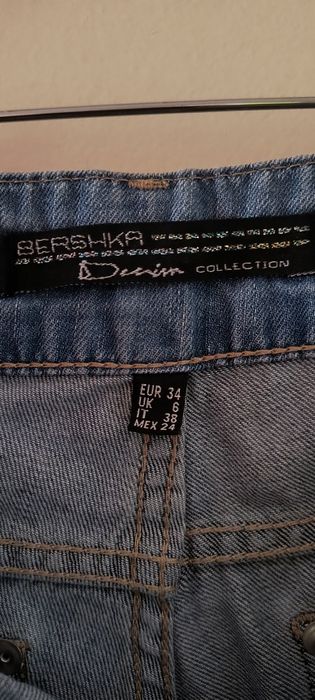 BERSHKA
Denim COLLECTION
EUR 34
UK 6
IT 38
MEX 24